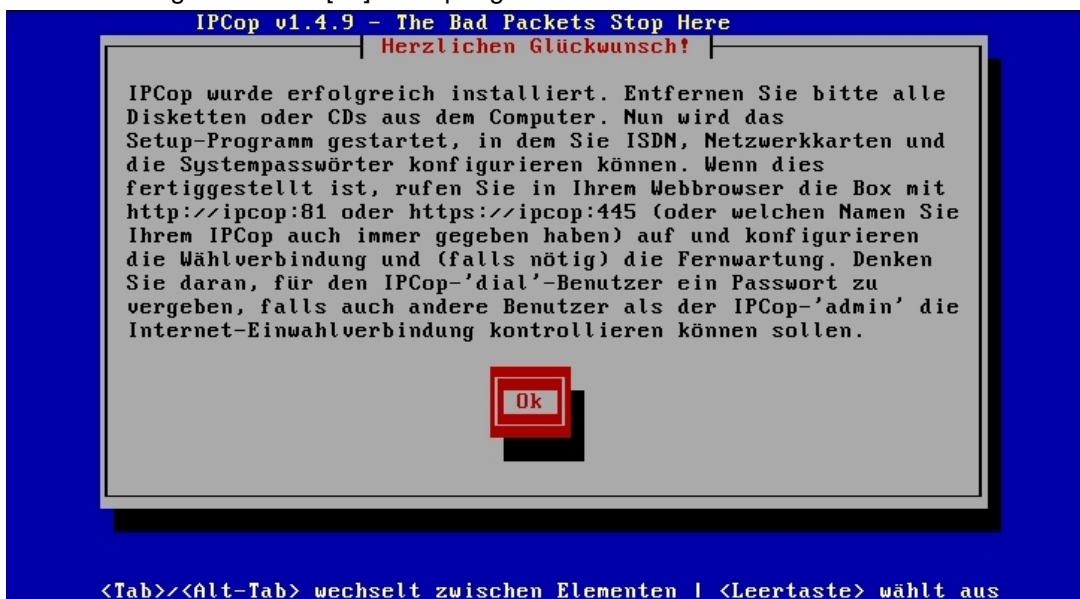 IPCop v1.4.9 - The Bad Packets Stop Here
Herzlichen Glückwunsch!
IPCop wurde erfolgreich installiert. Entfernen Sie bitte alle
Disketten oder CDs aus dem Computer. Nun wird das
Setup-Programm gestartet, in dem Sie ISDN, Netzwerkkarten und
die Systempasswörter konfigurieren können. Wenn dies
fertiggestellt ist, rufen Sie in Ihrem Webbrowser die Box mit
http://ipcop:81 oder https://ipcop:445 (oder welchen Namen Sie
Ihrem IPCop auch immer gegeben haben) auf und konfigurieren
die Wählverbindung und (falls nötig) die Fernwartung. Denken
Sie daran, für den IPCop-'dial'-Benutzer ein Passwort zu
vergeben, falls auch andere Benutzer als der IPCop-'admin' die
Internet-Einwahlverbindung kontrollieren können sollen.
Ok
<Tab>/<Alt-Tab> wechselt zwischen Elementen | <Leertaste> wählt aus